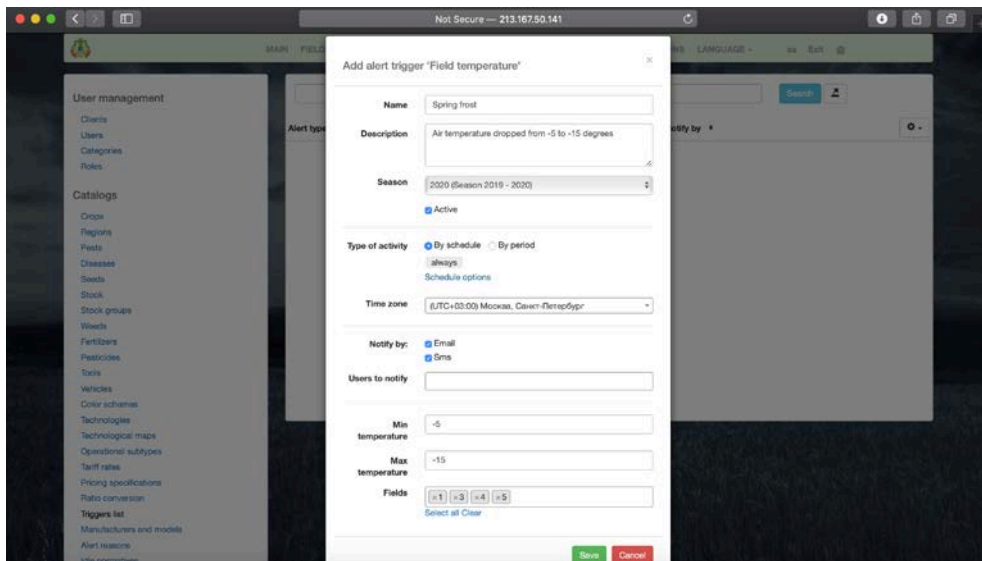 Not Secure — 213.167.50.141
MAIN FIELD
LANGUAGE
Exit
User management
Clients
Users
Categories
Roles
Catalogs
Crops
Regions
Pests
Diseases
Seeds
Stock
Stock groups
Weeds
Fertilizers
Pesticides
Tools
Vehicles
Color schemes
Technologies
Technological maps
Operational subtypes
Tariff rates
Pricing specifications
Ratio conversion
Triggers list
Manufacturers and models
Alert reasons
Search
Alert type
notify by
Add alert trigger 'Field temperature'
×
Name
Spring frost
Description
Air temperature dropped from -5 to -15 degrees
Season
2020 (Season 2019 - 2020)
Active
Type of activity
By schedule By period
always
Schedule options
Time zone
(UTC+03:00) Москва, Санкт-Петербург
Notify by:
Email
Sms
Users to notify
Min temperature
-5
Max temperature
-15
Fields
×1 ×3 ×4 ×5
Select all Clear
Save Cancel